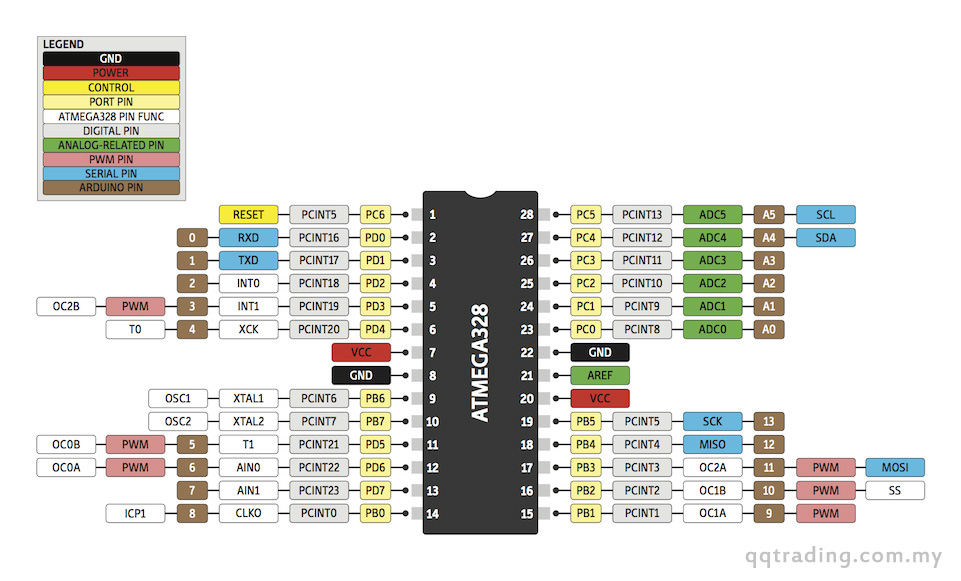 LEGEND
GND
POWER
CONTROL
PORT PIN
ATMEGA328 PIN FUNC
DIGITAL PIN
ANALOG-RELATED PIN
PWM PIN
SERIAL PIN
ARDUINO PIN
RESET PCINT5 PC6 1 28 PC5 PCINT13 ADC5 A5 SCL
0 RXD PCINT16 PD0 2 27 PC4 PCINT12 ADC4 A4 SDA
1 TXD PCINT17 PD1 3 26 PC3 PCINT11 ADC3 A3
2 INT0 PCINT18 PD2 4 25 PC2 PCINT10 ADC2 A2
OC2B PWM 3 INT1 PCINT19 PD3 5 24 PC1 PCINT9 ADC1 A1
T0 4 XCK PCINT20 PD4 6 23 PC0 PCINT8 ADC0 A0
VCC 7 22 GND
GND 8 21 AREF
OSC1 XTAL1 PCINT6 PB6 9 20 VCC
OSC2 XTAL2 PCINT7 PB7 10 19 PB5 PCINT5 SCK 13
OC0B PWM 5 T1 PCINT21 PD5 11 18 PB4 PCINT4 MISO 12
OC0A PWM 6 AIN0 PCINT22 PD6 12 17 PB3 PCINT3 OC2A 11 PWM MOSI
7 AIN1 PCINT23 PD7 13 16 PB2 PCINT2 OC1B 10 PWM SS
ICP1 8 CLKO PCINT0 PB0 14 15 PB1 PCINT1 OC1A 9 PWM
ATMEGA328
qqtrading.com.my